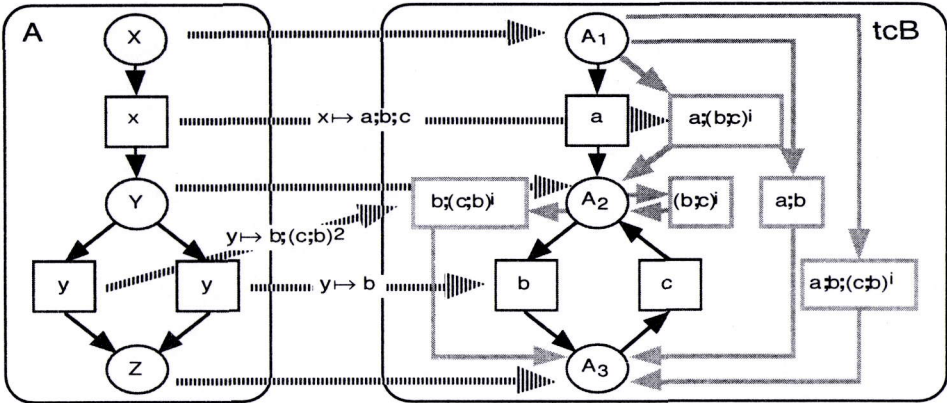 A
tcB
X
A₁
x
x ↦ a;b;c
a
a;(b;c)ⁱ
Y
b;(c;b)ⁱ
A₂
(b;c)ⁱ
a;b
y ↦ b;(c;b)²
y
y
y ↦ b
b
c
a;b;(c;b)ⁱ
Z
A₃